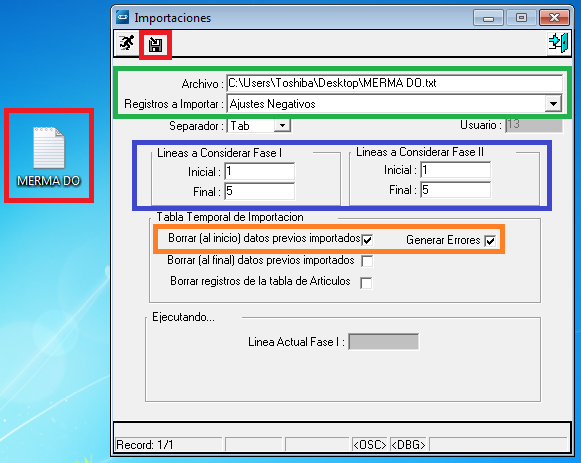 Importaciones
Archivo : C:\Users\Toshiba\Desktop\MERMA DO.txt
Registros a Importar : Ajustes Negativos
Separador : Tab Usuario : 13
MERMA DO
Lineas a Considerar Fase I
Inicial : 1
Final : 5
Lineas a Considerar Fase II
Inicial : 1
Final : 5
Tabla Temporal de Importacion
Borrar (al inicio) datos previos importados Generar Errores
Borrar (al final) datos previos importados
Borrar registros de la tabla de Articulos
Ejecutando...
Linea Actual Fase I :
Record: 1/1 <OSC> <DBG>